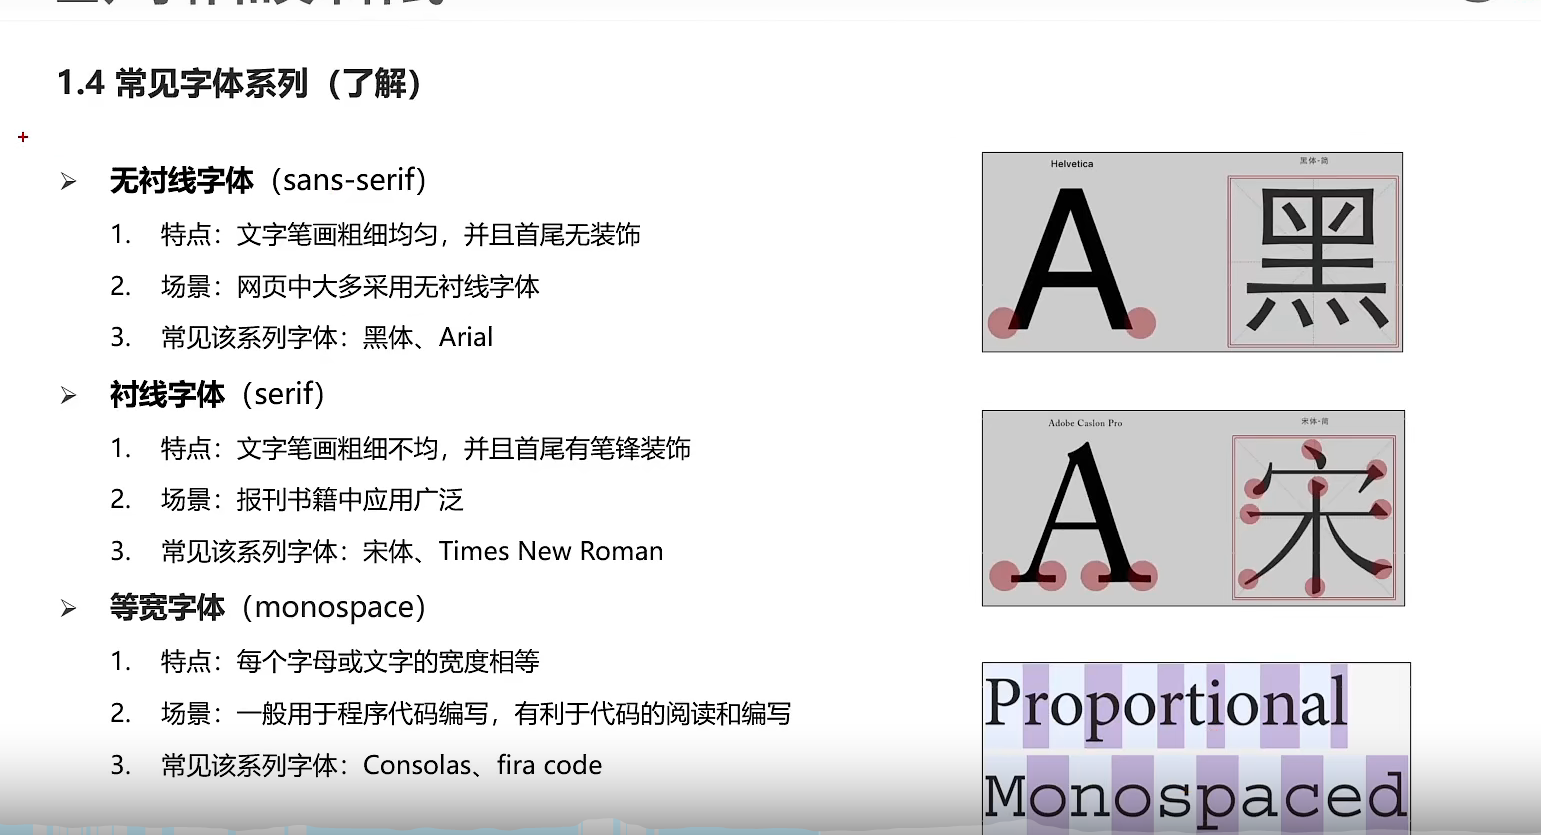 1.4 常见字体系列（了解）
无衬线字体（sans-serif）
1. 特点：文字笔画粗细均匀，并且首尾无装饰
2. 场景：网页中大多采用无衬线字体
3. 常见该系列字体：黑体、Arial
衬线字体（serif）
1. 特点：文字笔画粗细不均，并且首尾有笔锋装饰
2. 场景：报刊书籍中应用广泛
3. 常见该系列字体：宋体、Times New Roman
等宽字体（monospace）
1. 特点：每个字母或文字的宽度相等
2. 场景：一般用于程序代码编写，有利于代码的阅读和编写
3. 常见该系列字体：Consolas、fira code
Helvetica
黑体-简
A
黑
Adobe Caslon Pro
宋体-简
A
宋
Proportional
Monospaced